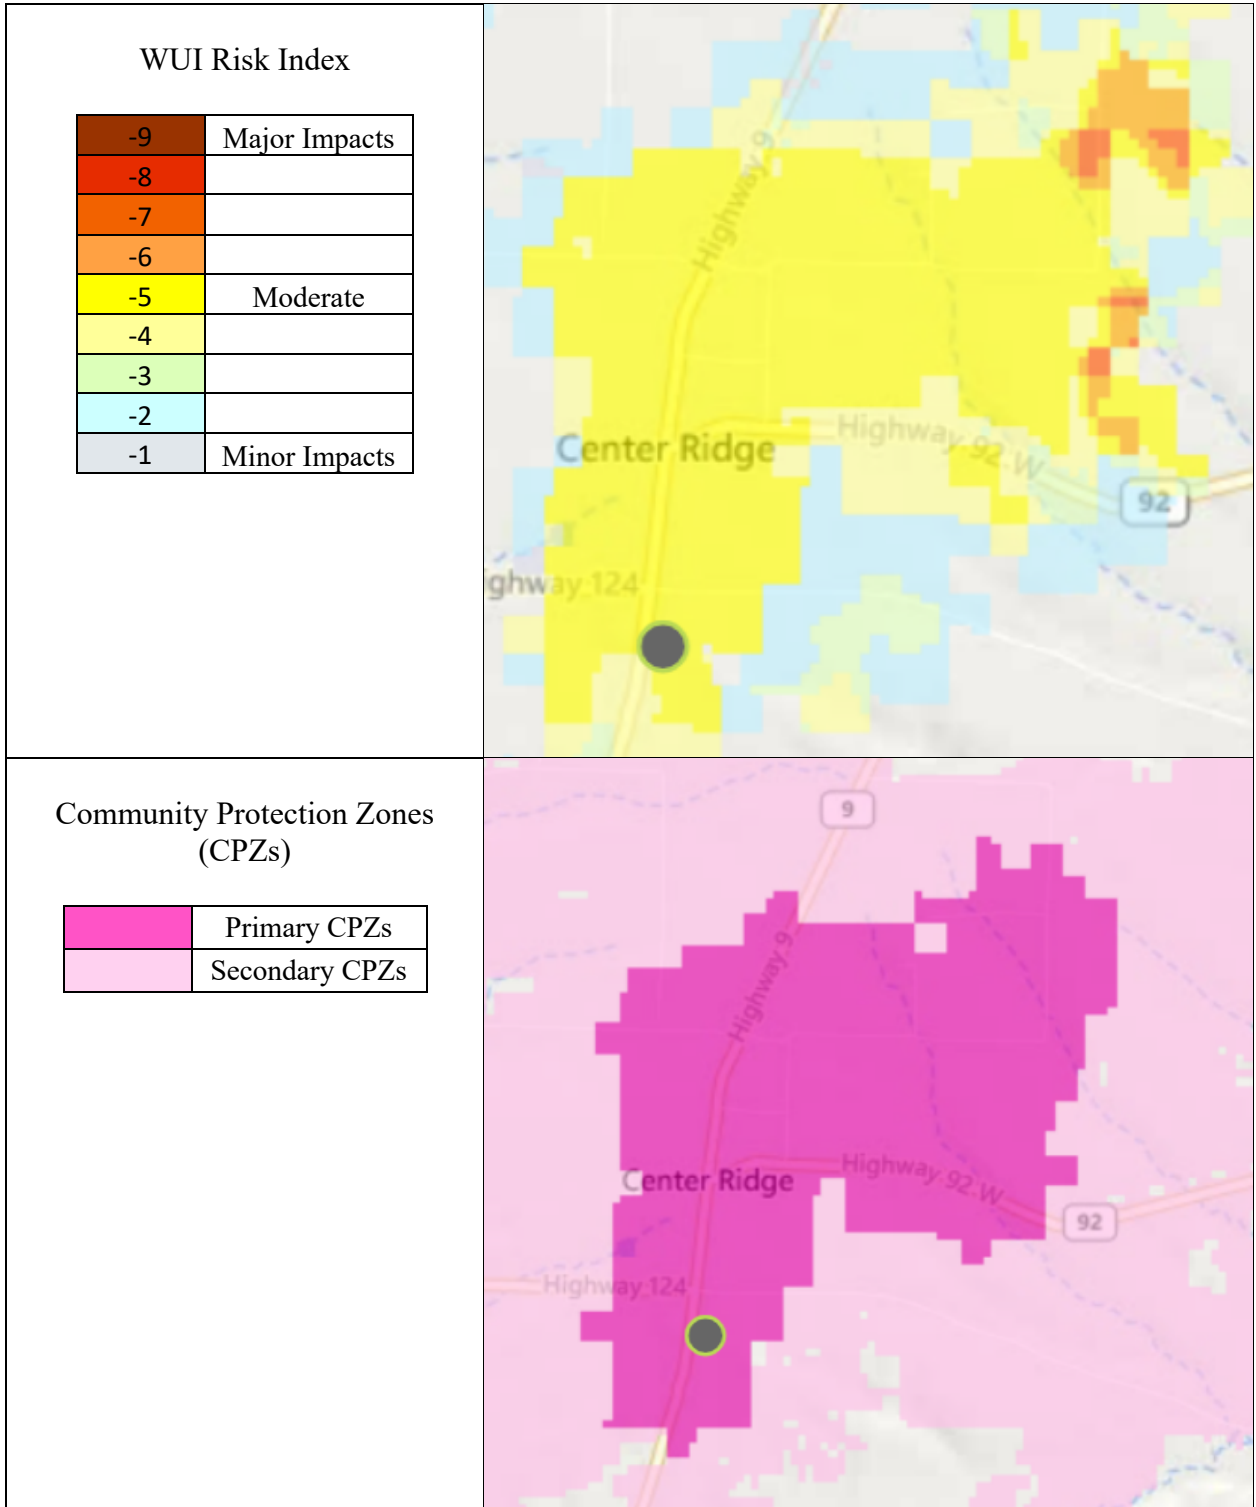 WUI Risk Index
-9 Major Impacts
-8
-7
-6
-5 Moderate
-4
-3
-2
-1 Minor Impacts
Highway 9
Center Ridge
Highway 92 W
92
ighway 124
Community Protection Zones
(CPZs)
Primary CPZs
Secondary CPZs
9
Highway 9
Center Ridge
Highway 92 W
92
Highway 124